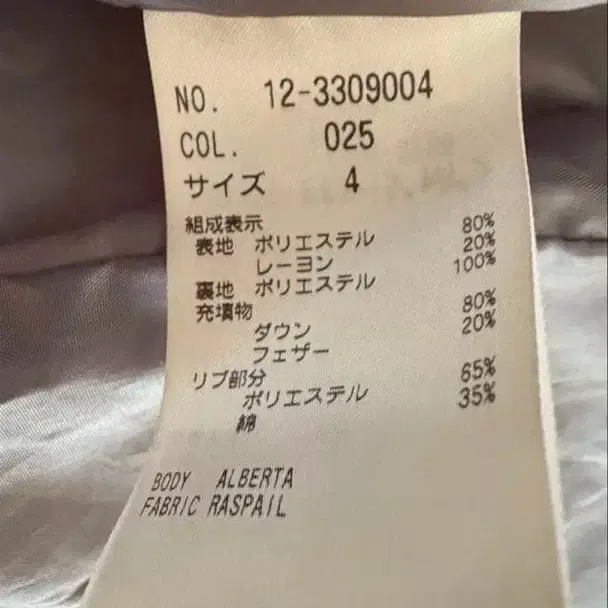 NO. 12-3309004
COL. 025
サイズ 4
組成表示
表地 ポリエステル 80%
レーヨン 20%
裏地 ポリエステル 100%
充填物
ダウン 80%
フェザー 20%
リブ部分
ポリエステル 65%
綿 35%
BODY ALBERTA
FABRIC RASPAIL